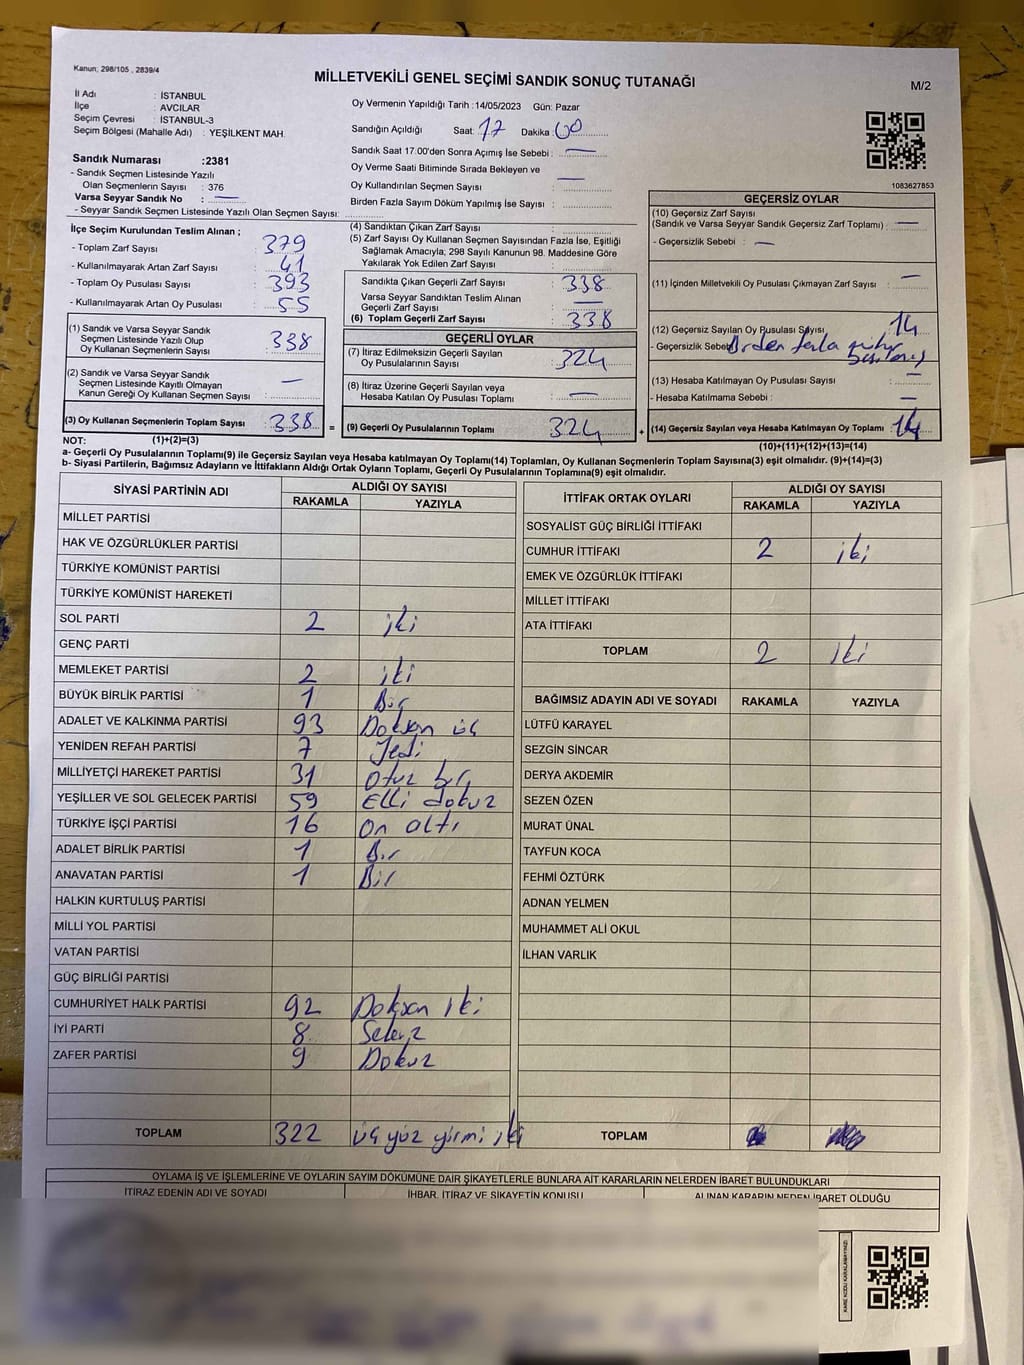 Kanun; 298/105 , 2839/4
MİLLETVEKİLİ GENEL SEÇİMİ SANDIK SONUÇ TUTANAĞI
M/2
İl Adı : İSTANBUL
İlçe : AVCILAR
Seçim Çevresi : İSTANBUL-3
Seçim Bölgesi (Mahalle Adı) : YEŞİLKENT MAH.
Sandık Numarası :2381
- Sandık Seçmen Listesinde Yazılı
Olan Seçmenlerin Sayısı : 376
Varsa Seyyar Sandık No : —
- Seyyar Sandık Seçmen Listesinde Yazılı Olan Seçmen Sayısı:
Oy Vermenin Yapıldığı Tarih :14/05/2023 Gün: Pazar
Sandığın Açıldığı Saat: 17 Dakika: 00
Sandık Saat 17.00'den Sonra Açımış İse Sebebi : —
Oy Verme Saati Bitiminde Sırada Bekleyen ve
Oy Kullandırılan Seçmen Sayısı : —
Birden Fazla Sayım Döküm Yapılmış İse Sayısı :
1083627853
İlçe Seçim Kurulundan Teslim Alınan ;
- Toplam Zarf Sayısı : 379
- Kullanılmayarak Artan Zarf Sayısı : 41
- Toplam Oy Pusulası Sayısı : 393
- Kullanılmayarak Artan Oy Pusulası : 55
(1) Sandık ve Varsa Seyyar Sandık
Seçmen Listesinde Yazılı Olup
Oy Kullanan Seçmenlerin Sayısı : 338
(2) Sandık ve Varsa Seyyar Sandık
Seçmen Listesinde Kayıtlı Olmayan
Kanun Gereği Oy Kullanan Seçmen Sayısı : —
(3) Oy Kullanan Seçmenlerin Toplam Sayısı : 338 =
(4) Sandıktan Çıkan Zarf Sayısı :
(5) Zarf Sayısı Oy Kullanan Seçmen Sayısından Fazla İse, Eşitliği
Sağlamak Amacıyla; 298 Sayılı Kanunun 98. Maddesine Göre
Yakılarak Yok Edilen Zarf Sayısı :
Sandıkta Çıkan Geçerli Zarf Sayısı : 338
Varsa Seyyar Sandıktan Teslim Alınan
Geçerli Zarf Sayısı : —
(6) Toplam Geçerli Zarf Sayısı : 338
GEÇERLİ OYLAR
(7) İtiraz Edilmeksizin Geçerli Sayılan
Oy Pusulalarının Sayısı : 324
(8) İtiraz Üzerine Geçerli Sayılan veya
Hesaba Katılan Oy Pusulası Toplamı : —
(9) Geçerli Oy Pusulalarının Toplamı 324 +
GEÇERSİZ OYLAR
(10) Geçersiz Zarf Sayısı
(Sandık ve Varsa Seyyar Sandık Geçersiz Zarf Toplamı) : —
- Geçersizlik Sebebi : —
(11) İçinden Milletvekili Oy Pusulası Çıkmayan Zarf Sayısı : —
(12) Geçersiz Sayılan Oy Pusulası Sayısı 14
- Geçersizlik Sebebi Birden fazla mühür
(13) Hesaba Katılmayan Oy Pusulası Sayısı : —
- Hesaba Katılmama Sebebi : —
(14) Geçersiz Sayılan veya Hesaba Katılmayan Oy Toplamı : 14
NOT: (1)+(2)=(3)
(10)+(11)+(12)+(13)=(14)
a- Geçerli Oy Pusulalarının Toplamı(9) ile Geçersiz Sayılan veya Hesaba katılmayan Oy Toplamı(14) Toplamları, Oy Kullanan Seçmenlerin Toplam Sayısına(3) eşit olmalıdır. (9)+(14)=(3)
b- Siyasi Partilerin, Bağımsız Adayların ve İttifakların Aldığı Ortak Oyların Toplamı, Geçerli Oy Pusulalarının Toplamına(9) eşit olmalıdır.
SİYASİ PARTİNİN ADI ALDIĞI OY SAYISI
RAKAMLA YAZIYLA
MİLLET PARTİSİ
HAK VE ÖZGÜRLÜKLER PARTİSİ
TÜRKİYE KOMÜNİST PARTİSİ
TÜRKİYE KOMÜNİST HAREKETİ
SOL PARTİ 2 iki
GENÇ PARTİ
MEMLEKET PARTİSİ 2 iki
BÜYÜK BİRLİK PARTİSİ 1 Bir
ADALET VE KALKINMA PARTİSİ 93 Doksan üç
YENİDEN REFAH PARTİSİ 7 Yedi
MİLLİYETÇİ HAREKET PARTİSİ 31 Otuz bir
YEŞİLLER VE SOL GELECEK PARTİSİ 59 Elli dokuz
TÜRKİYE İŞÇİ PARTİSİ 16 On altı
ADALET BİRLİK PARTİSİ 1 Bir
ANAVATAN PARTİSİ 1 Bir
HALKIN KURTULUŞ PARTİSİ
MİLLİ YOL PARTİSİ
VATAN PARTİSİ
GÜÇ BİRLİĞİ PARTİSİ
CUMHURİYET HALK PARTİSİ 92 Doksan iki
İYİ PARTİ 8 Sekiz
ZAFER PARTİSİ 9 Dokuz
TOPLAM 322 üç yüz yirmi iki
İTTİFAK ORTAK OYLARI ALDIĞI OY SAYISI
RAKAMLA YAZIYLA
SOSYALİST GÜÇ BİRLİĞİ İTTİFAKI
CUMHUR İTTİFAKI 2 iki
EMEK VE ÖZGÜRLÜK İTTİFAKI
MİLLET İTTİFAKI
ATA İTTİFAKI
TOPLAM 2 iki
BAĞIMSIZ ADAYIN ADI VE SOYADI RAKAMLA YAZIYLA
LÜTFÜ KARAYEL
SEZGİN SİNCAR
DERYA AKDEMİR
SEZEN ÖZEN
MURAT ÜNAL
TAYFUN KOCA
FEHMİ ÖZTÜRK
ADNAN YELMEN
MUHAMMET ALİ OKUL
İLHAN VARLIK
TOPLAM
OYLAMA İŞ VE İŞLEMLERİNE VE OYLARIN SAYIM DÖKÜMÜNE DAİR ŞİKAYETLERLE BUNLARA AİT KARARLARIN NELERDEN İBARET BULUNDUKLARI
İTİRAZ EDENİN ADI VE SOYADI İHBAR, İTİRAZ VE ŞİKAYETİN KONUSU ALINAN KARARIN NEDEN İBARET OLDUĞU
KARE KODU KARALAMAYINIZ!